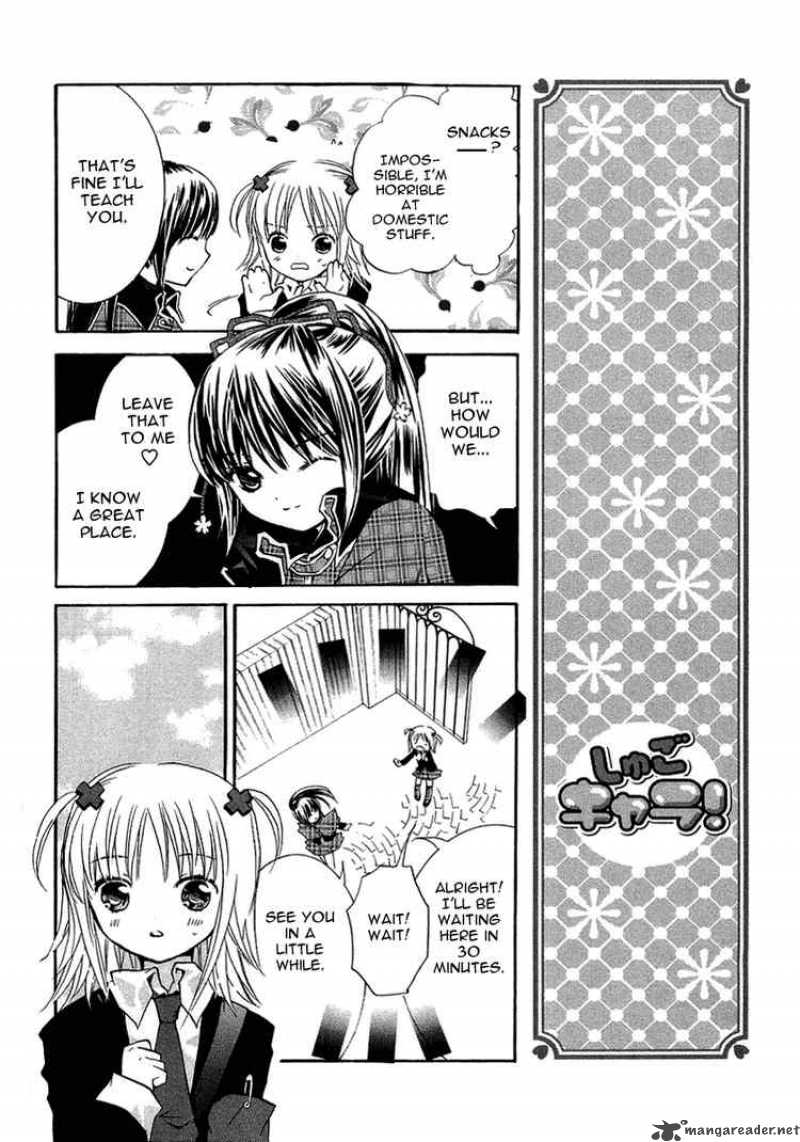 SNACKS
—?
IMPOS-
SIBLE, I'M
HORRIBLE
AT
DOMESTIC
STUFF.
THAT'S
FINE I'LL
TEACH
YOU.
BUT...
HOW
WOULD
WE...
LEAVE
THAT
TO ME
♡
I KNOW
A GREAT
PLACE.
ALRIGHT!
I'LL BE
WAITING
HERE IN
30
MINUTES.
WAIT!
WAIT!
SEE YOU
IN A
LITTLE
WHILE.
しゅご
キャラ!
mangareader.net